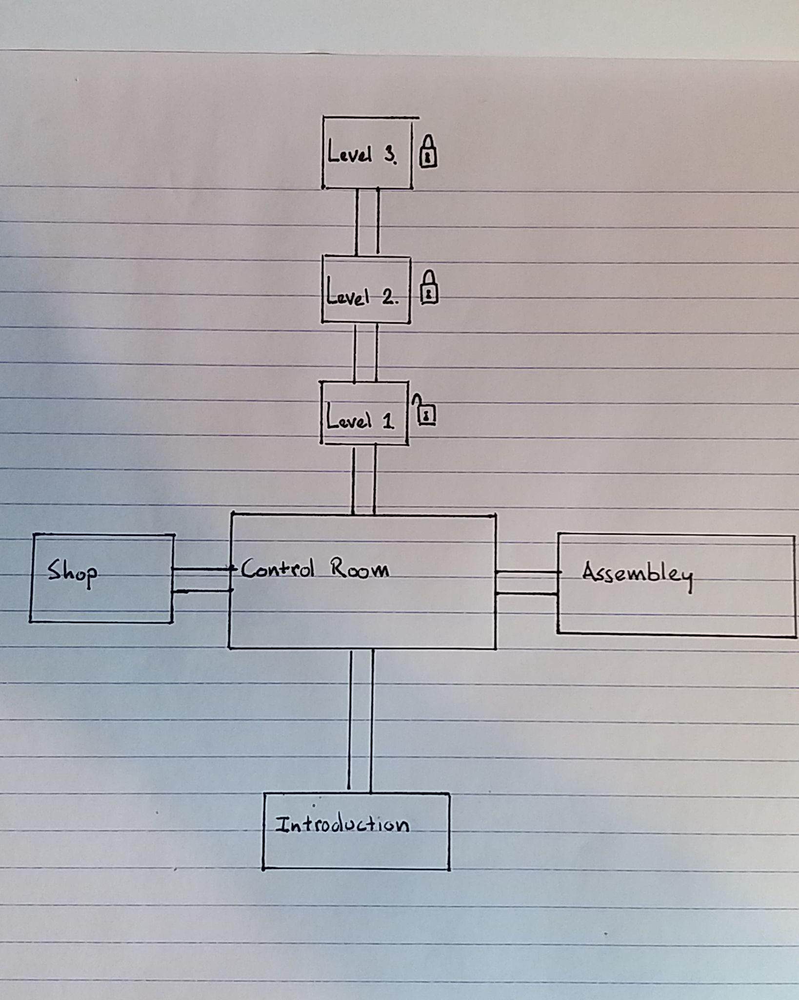 Level 3.
Level 2.
Level 1.
Shop
Control Room
Assembley
Introduction